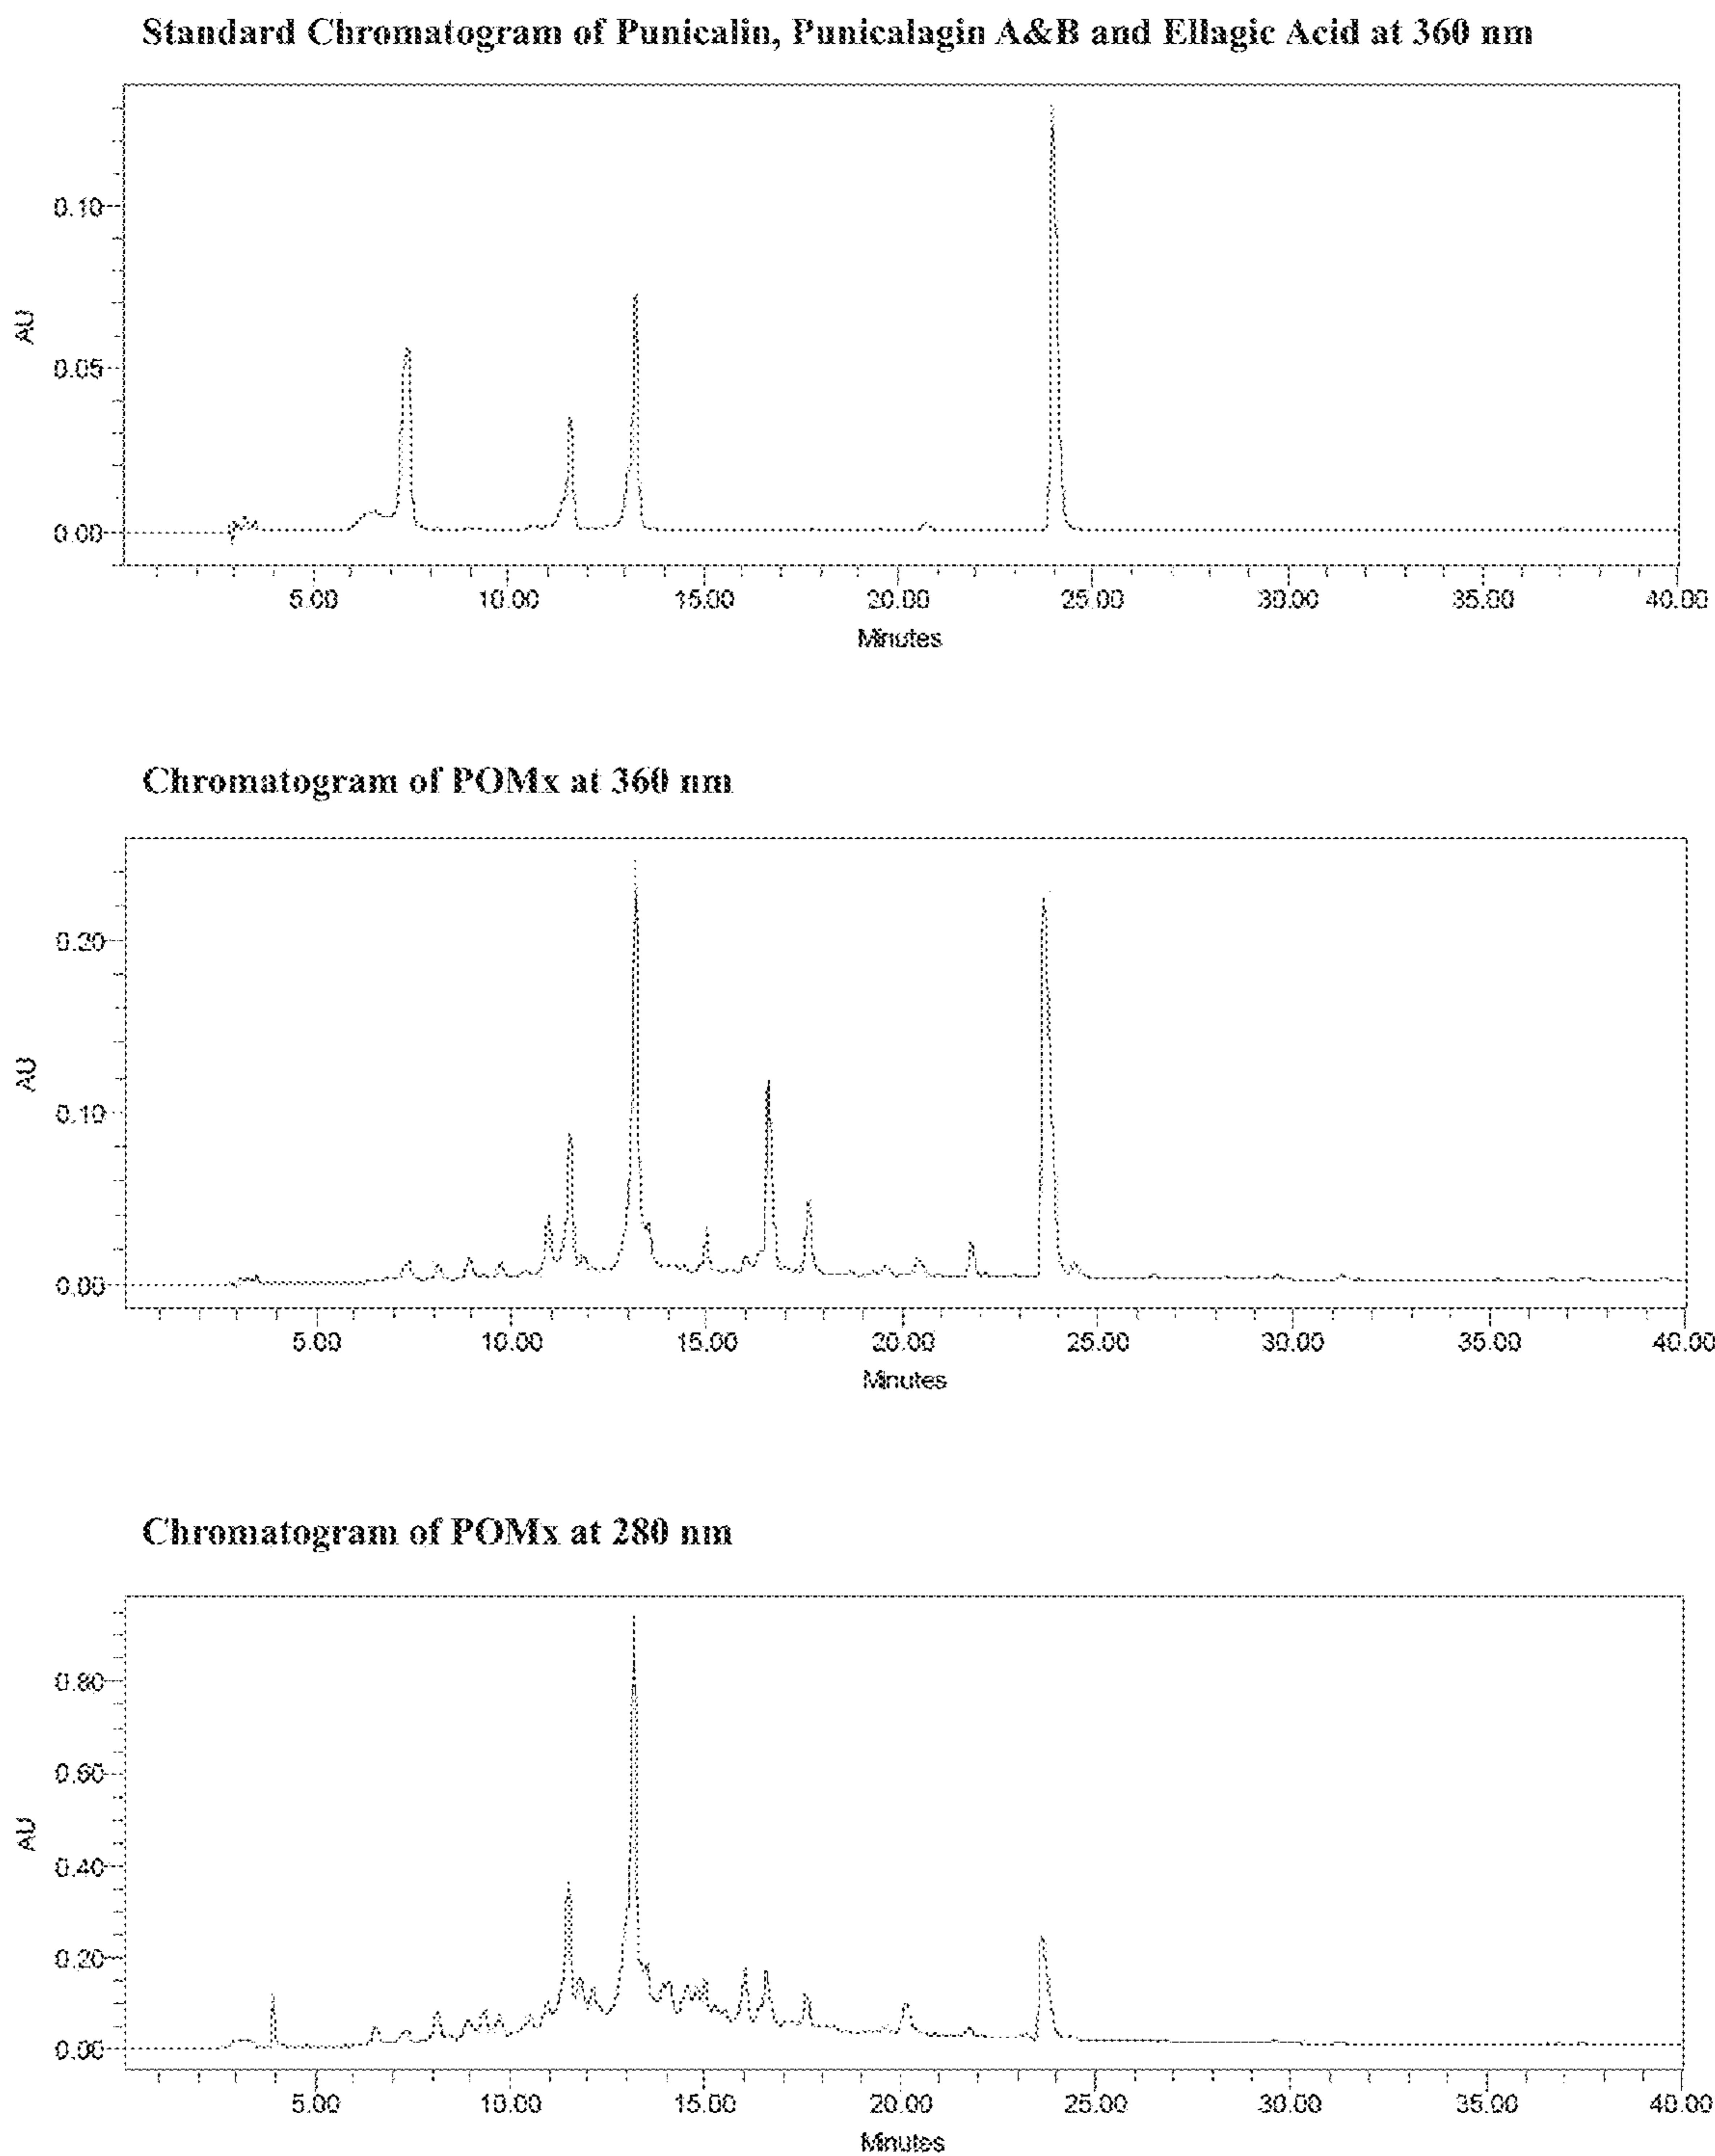 Standard Chromatogram of Punicalin, Punicalagin A&B and Ellagic Acid at 360 nm
0.10
AU
0.05
0.00
5.00 10.00 15.00 20.00 25.00 30.00 35.00 40.00
Minutes
Chromatogram of POMx at 360 nm
0.20
AU
0.10
0.00
5.00 10.00 15.00 20.00 25.00 30.00 35.00 40.00
Minutes
Chromatogram of POMx at 280 nm
0.80
0.60
AU
0.40
0.20
0.00
5.00 10.00 15.00 20.00 25.00 30.00 35.00 40.00
Minutes